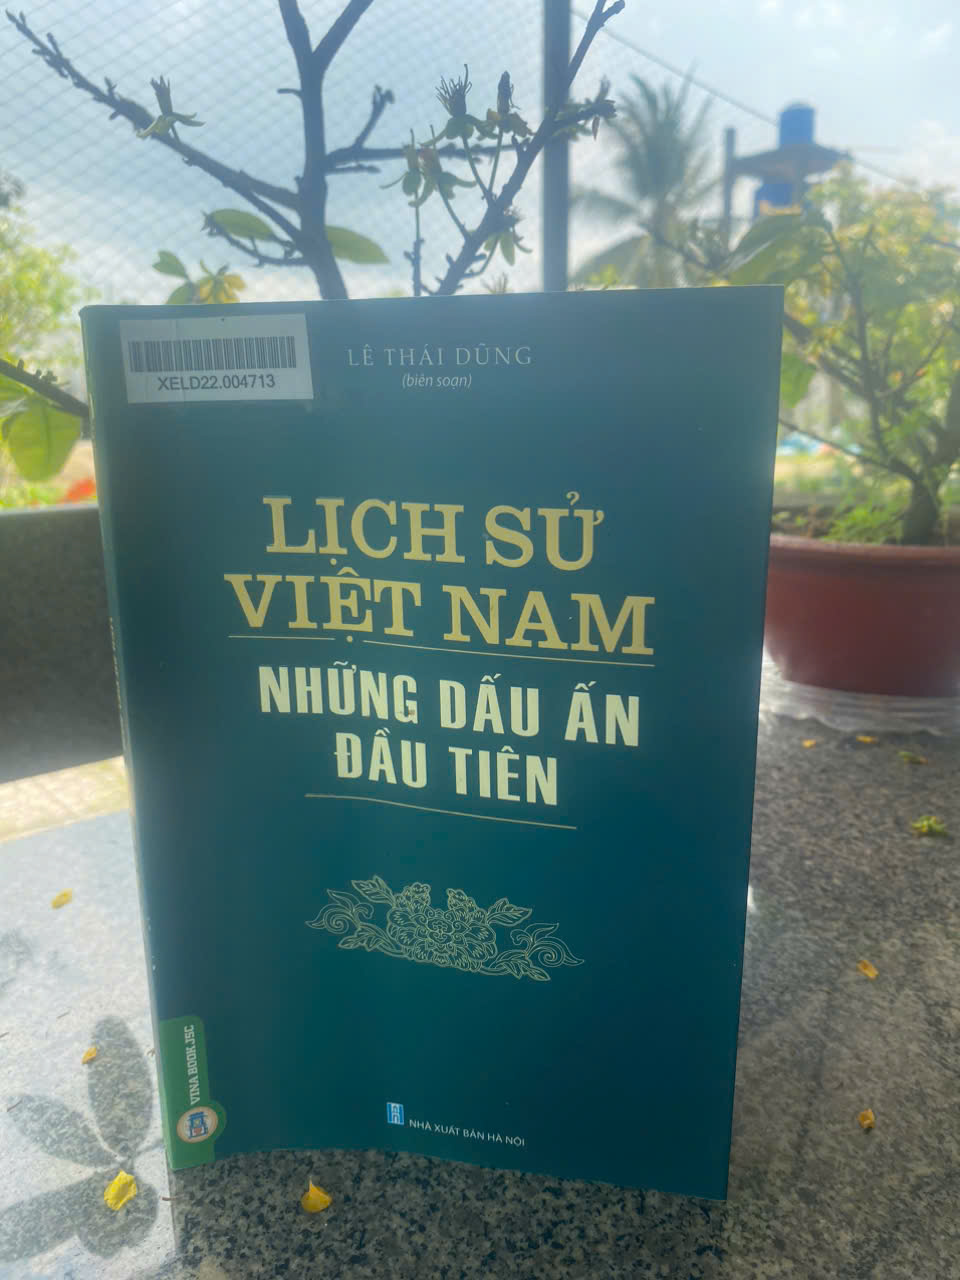 XELD22.004713
LÊ THÁI DŨNG
(biên soạn)
LỊCH SỬ
VIỆT NAM
NHỮNG DẤU ẤN
ĐẦU TIÊN
VINA BOOK JSC
NHÀ XUẤT BẢN HÀ NỘI